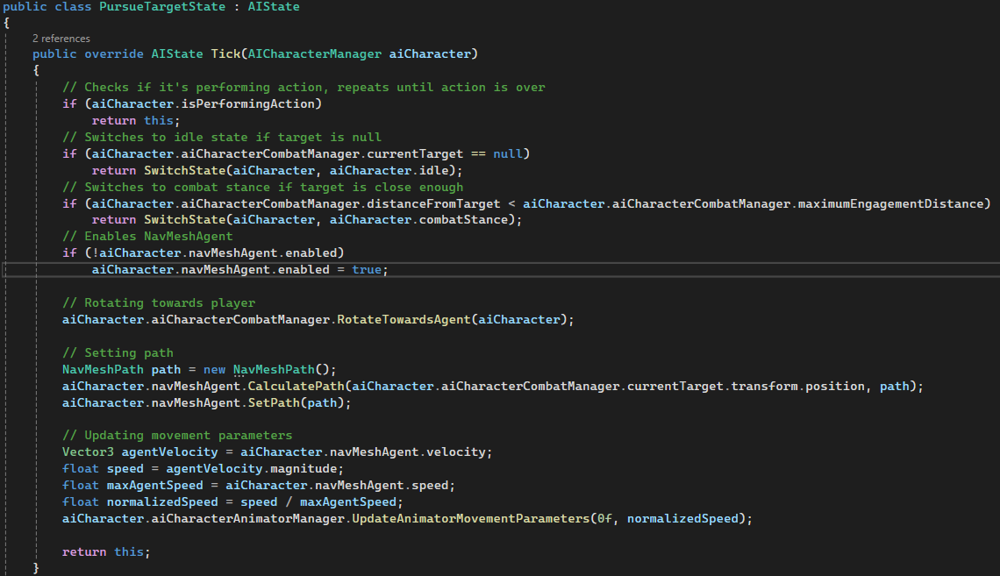 public class PursueTargetState : AIState
{
2 references
public override AIState Tick(AICharacterManager aiCharacter)
{
// Checks if it's performing action, repeats until action is over
if (aiCharacter.isPerformingAction)
return this;
// Switches to idle state if target is null
if (aiCharacter.aiCharacterCombatManager.currentTarget == null)
return SwitchState(aiCharacter, aiCharacter.idle);
// Switches to combat stance if target is close enough
if (aiCharacter.aiCharacterCombatManager.distanceFromTarget < aiCharacter.aiCharacterCombatManager.maximumEngagementDistance)
return SwitchState(aiCharacter, aiCharacter.combatStance);
// Enables NavMeshAgent
if (!aiCharacter.navMeshAgent.enabled)
aiCharacter.navMeshAgent.enabled = true;
// Rotating towards player
aiCharacter.aiCharacterCombatManager.RotateTowardsAgent(aiCharacter);
// Setting path
NavMeshPath path = new NavMeshPath();
aiCharacter.navMeshAgent.CalculatePath(aiCharacter.aiCharacterCombatManager.currentTarget.transform.position, path);
aiCharacter.navMeshAgent.SetPath(path);
// Updating movement parameters
Vector3 agentVelocity = aiCharacter.navMeshAgent.velocity;
float speed = agentVelocity.magnitude;
float maxAgentSpeed = aiCharacter.navMeshAgent.speed;
float normalizedSpeed = speed / maxAgentSpeed;
aiCharacter.aiCharacterAnimatorManager.UpdateAnimatorMovementParameters(0f, normalizedSpeed);
return this;
}